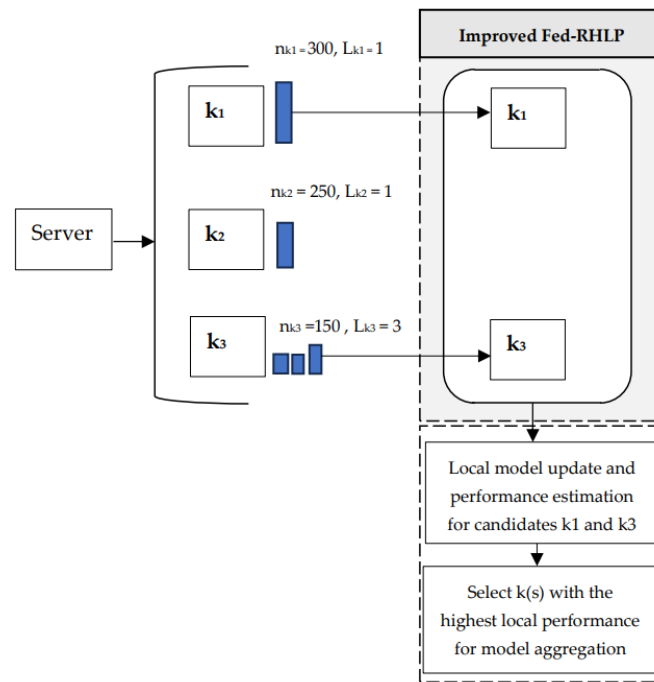 Improved Fed-RHLP
nk1 = 300, Lk1 = 1
k1
k1
nk2 = 250, Lk2 = 1
Server
k2
nk3 =150 , Lk3 = 3
k3
k3
Local model update and
performance estimation
for candidates k1 and k3
Select k(s) with the
highest local performance
for model aggregation